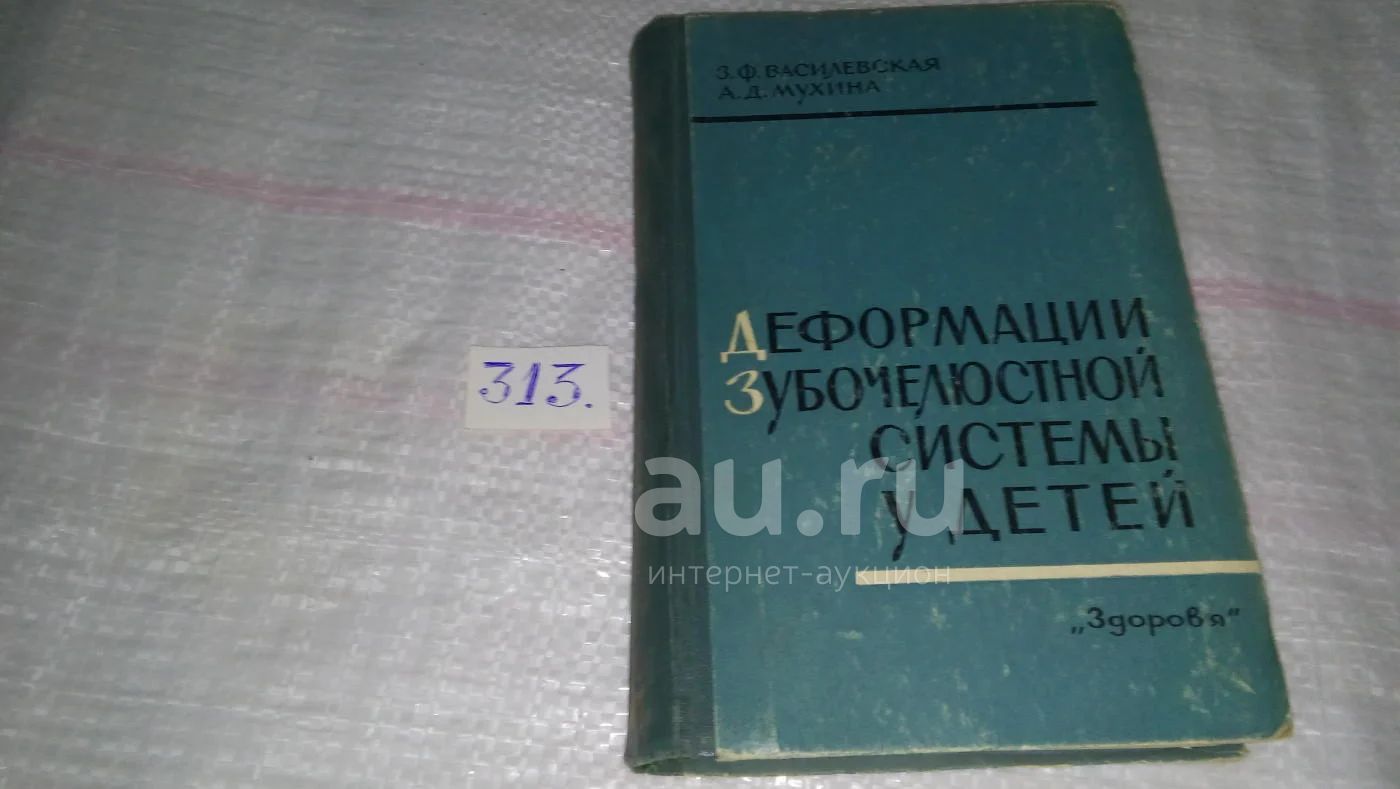 З.Ф. ВАСИЛЕВСКАЯ
А.Д. МУХИНА
ДЕФОРМАЦИИ
ЗУБОЧЕЛЮСТНОЙ
СИСТЕМЫ
У ДЕТЕЙ
„Здоров'я"
313.
au.ru
интернет-аукцион